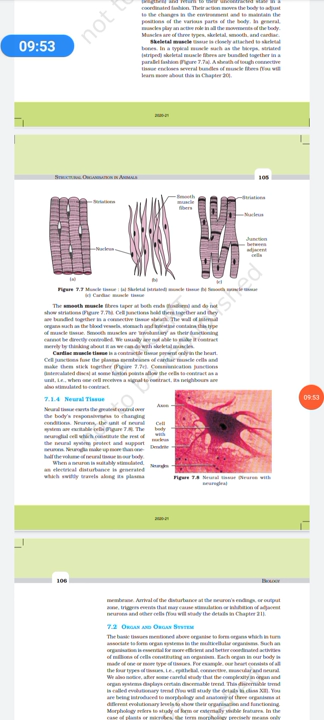 lengthen) and return to their uncontracted state in a
coordinated fashion. Their action moves the body to adjust
to the changes in the environment and to maintain the
positions of the various parts of the body. In general,
muscles play an active role in all the movements of the body.
Muscles are of three types, skeletal, smooth, and cardiac.
Skeletal muscle tissue is closely attached to skeletal
bones. In a typical muscle such as the biceps, striated
(striped) skeletal muscle fibres are bundled together in a
parallel fashion (Figure 7.7a). A sheath of tough connective
tissue encloses several bundles of muscle fibres (You will
learn more about this in Chapter 20).
09:53
2020-21
STRUCTURAL ORGANISATION IN ANIMALS
105
Striations
Nucleus
Smooth
muscle
fibers
Striations
Nucleus
Junction
between
adjacent
cells
(a)
(b)
(c)
Figure 7.7 Muscle tissue : (a) Skeletal (striated) muscle tissue (b) Smooth muscle tissue
(c) Cardiac muscle tissue
The smooth muscle fibres taper at both ends (fusiform) and do not
show striations (Figure 7.7b). Cell junctions hold them together and they
are bundled together in a connective tissue sheath. The wall of internal
organs such as the blood vessels, stomach and intestine contains this type
of muscle tissue. Smooth muscles are 'involuntary' as their functioning
cannot be directly controlled. We usually are not able to make it contract
merely by thinking about it as we can do with skeletal muscles.
Cardiac muscle tissue is a contractile tissue present only in the heart.
Cell junctions fuse the plasma membranes of cardiac muscle cells and
make them stick together (Figure 7.7c). Communication junctions
(intercalated discs) at some fusion points allow the cells to contract as a
unit, i.e., when one cell receives a signal to contract, its neighbours are
also stimulated to contract.
7.1.4 Neural Tissue
Neural tissue exerts the greatest control over
the body's responsiveness to changing
conditions. Neurons, the unit of neural
system are excitable cells (Figure 7.8). The
neuroglial cell which constitute the rest of
the neural system protect and support
neurons. Neuroglia make up more than one-
half the volume of neural tissue in our body.
When a neuron is suitably stimulated,
an electrical disturbance is generated
which swiftly travels along its plasma
Axon
Cell
body
with
nucleus
Dendrite
Neuroglea
Figure 7.8 Neural tissue (Neuron with
neuroglea)
09:53
2020-21
106
BIOLOGY
membrane. Arrival of the disturbance at the neuron's endings, or output
zone, triggers events that may cause stimulation or inhibition of adjacent
neurons and other cells (You will study the details in Chapter 21).
7.2 ORGAN AND ORGAN SYSTEM
The basic tissues mentioned above organise to form organs which in turn
associate to form organ systems in the multicellular organisms. Such an
organisation is essential for more efficient and better coordinated activities
of millions of cells constituting an organism. Each organ in our body is
made of one or more type of tissues. For example, our heart consists of all
the four types of tissues, i.e., epithelial, connective, muscular and neural.
We also notice, after some careful study that the complexity in organ and
organ systems displays certain discernable trend. This discernable trend
is called evolutionary trend (You will study the details in class XII). You
are being introduced to morphology and anatomy of three organisms at
different evolutionary levels to show their organisation and functioning.
Morphology refers to study of form or externally visible features. In the
case of plants or microbes, the term morphology precisely means only